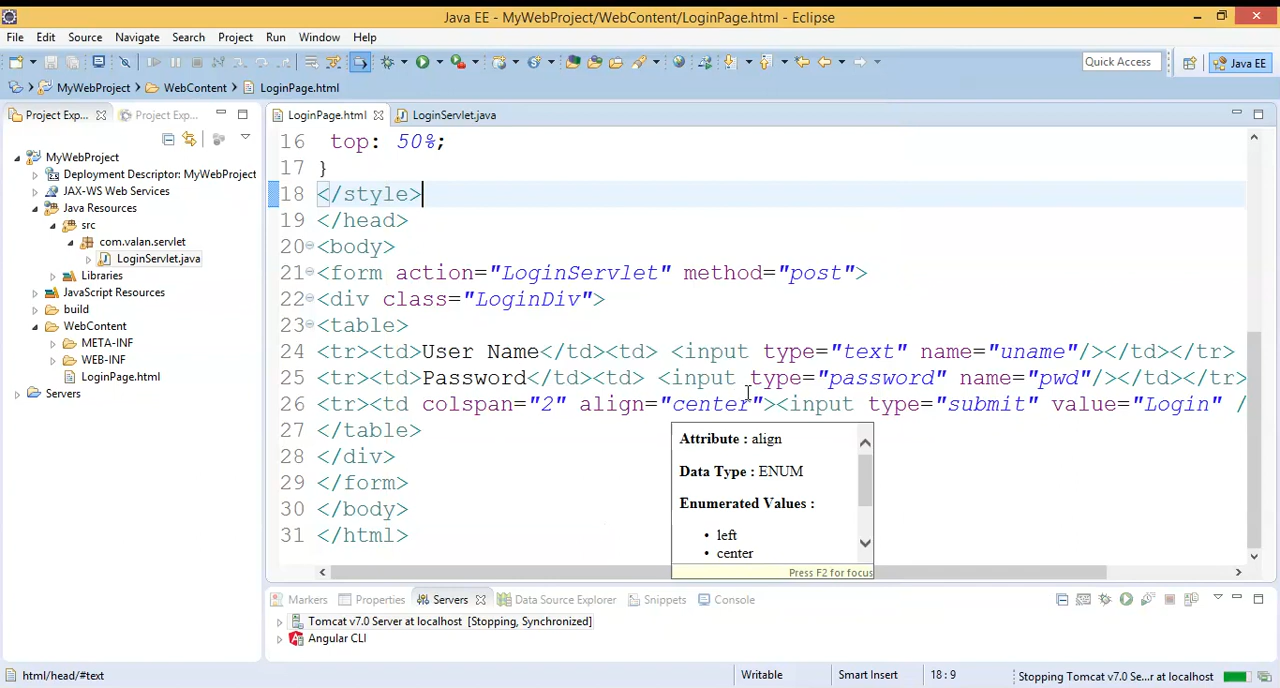 Java EE - MyWebProject/WebContent/LoginPage.html - Eclipse
File Edit Source Navigate Search Project Run Window Help
Quick Access Java EE
MyWebProject WebContent LoginPage.html
Project Exp... Project Exp...
MyWebProject
Deployment Descriptor: MyWebProject
JAX-WS Web Services
Java Resources
src
com.valan.servlet
LoginServlet.java
Libraries
JavaScript Resources
build
WebContent
META-INF
WEB-INF
LoginPage.html
Servers
LoginPage.html LoginServlet.java
16 top: 50%;
17 }
18 </style>
19 </head>
20 <body>
21 <form action="LoginServlet" method="post">
22 <div class="LoginDiv">
23 <table>
24 <tr><td>User Name</td><td> <input type="text" name="uname"/></td></tr>
25 <tr><td>Password</td><td> <input type="password" name="pwd"/></td></tr>
26 <tr><td colspan="2" align="center"><input type="submit" value="Login" /
27 </table>
28 </div>
29 </form>
30 </body>
31 </html>
Attribute : align
Data Type : ENUM
Enumerated Values :
• left
• center
Press F2 for focus
Markers Properties Servers Data Source Explorer Snippets Console
Tomcat v7.0 Server at localhost [Stopping, Synchronized]
Angular CLI
html/head/#text Writable Smart Insert 18 : 9 Stopping Tomcat v7.0 Se...r at localhost